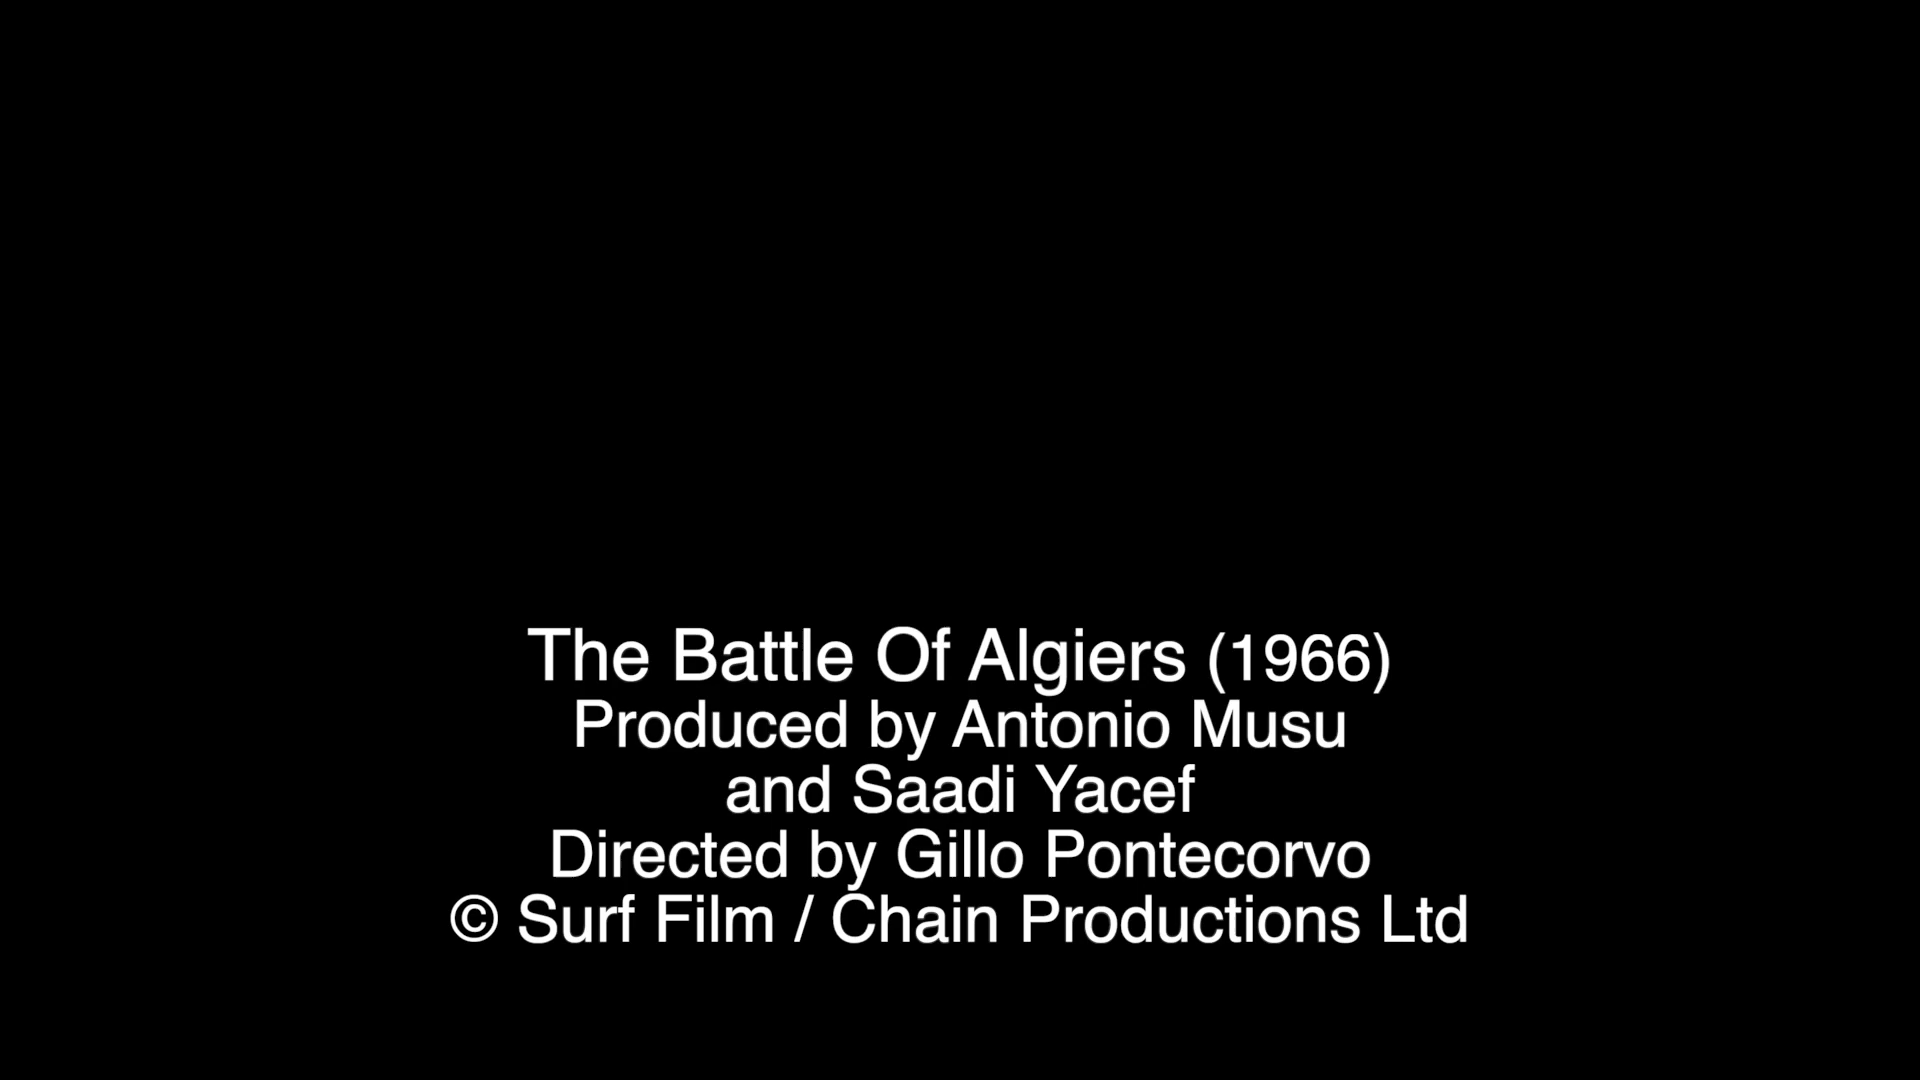 The Battle Of Algiers (1966)
Produced by Antonio Musu
and Saadi Yacef
Directed by Gillo Pontecorvo
© Surf Film / Chain Productions Ltd